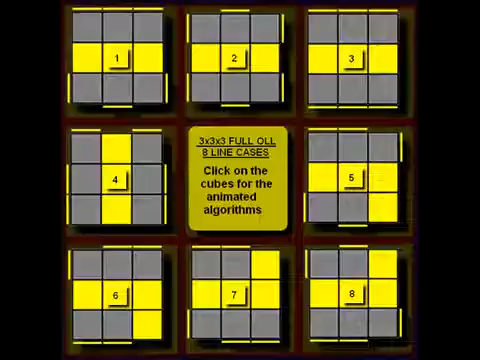 1
2
3
4
3x3x3 FULL OLL
8 LINE CASES
Click on the
cubes for the
animated
algorithms
5
6
7
8